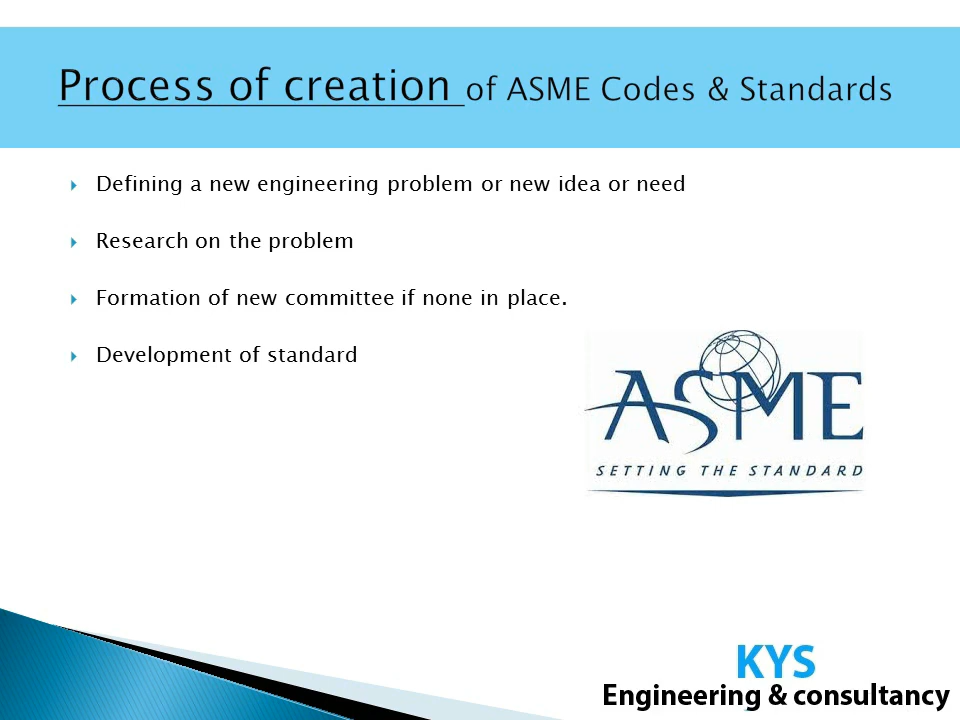 Process of creation of ASME Codes & Standards
Defining a new engineering problem or new idea or need
Research on the problem
Formation of new committee if none in place.
Development of standard
ASME
SETTING THE STANDARD
KYS
Engineering & consultancy